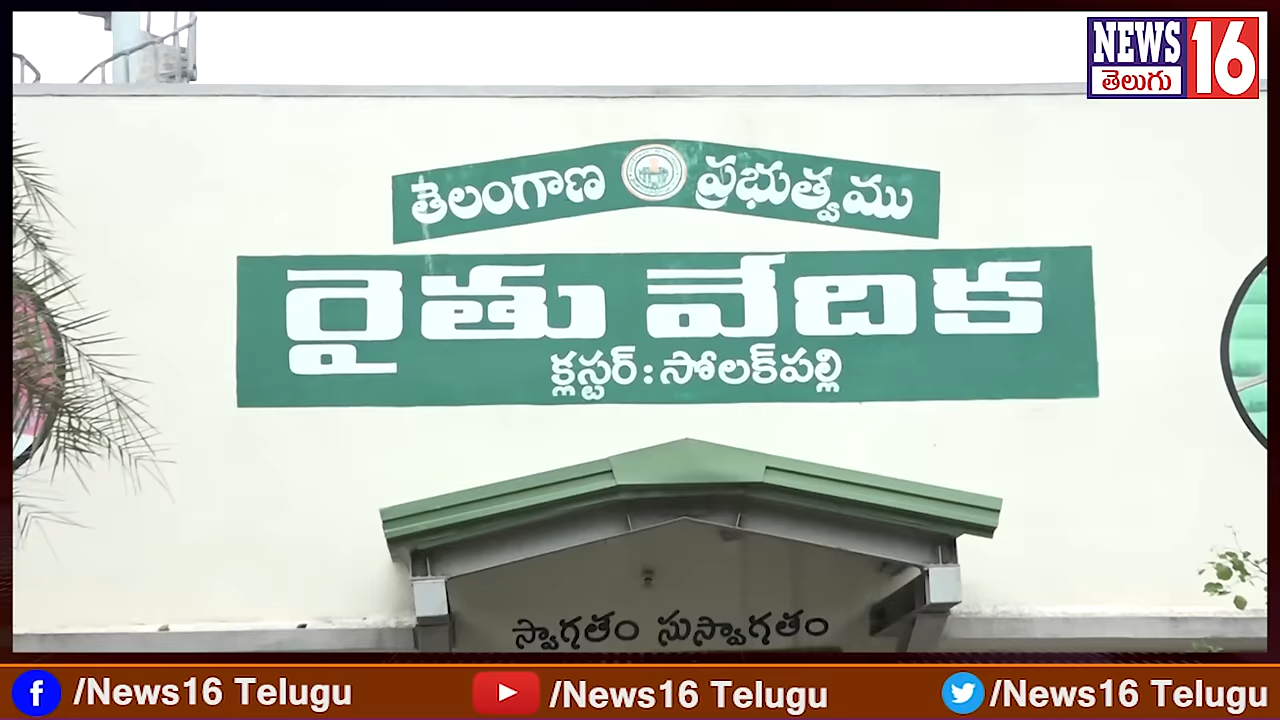 NEWS 16
తెలుగు
తెలంగాణ ప్రభుత్వము
రైతు వేదిక
క్లస్టర్ : సోలక్‌పల్లి
స్వాగతం సుస్వాగతం
/News16 Telugu /News16 Telugu /News16 Telugu